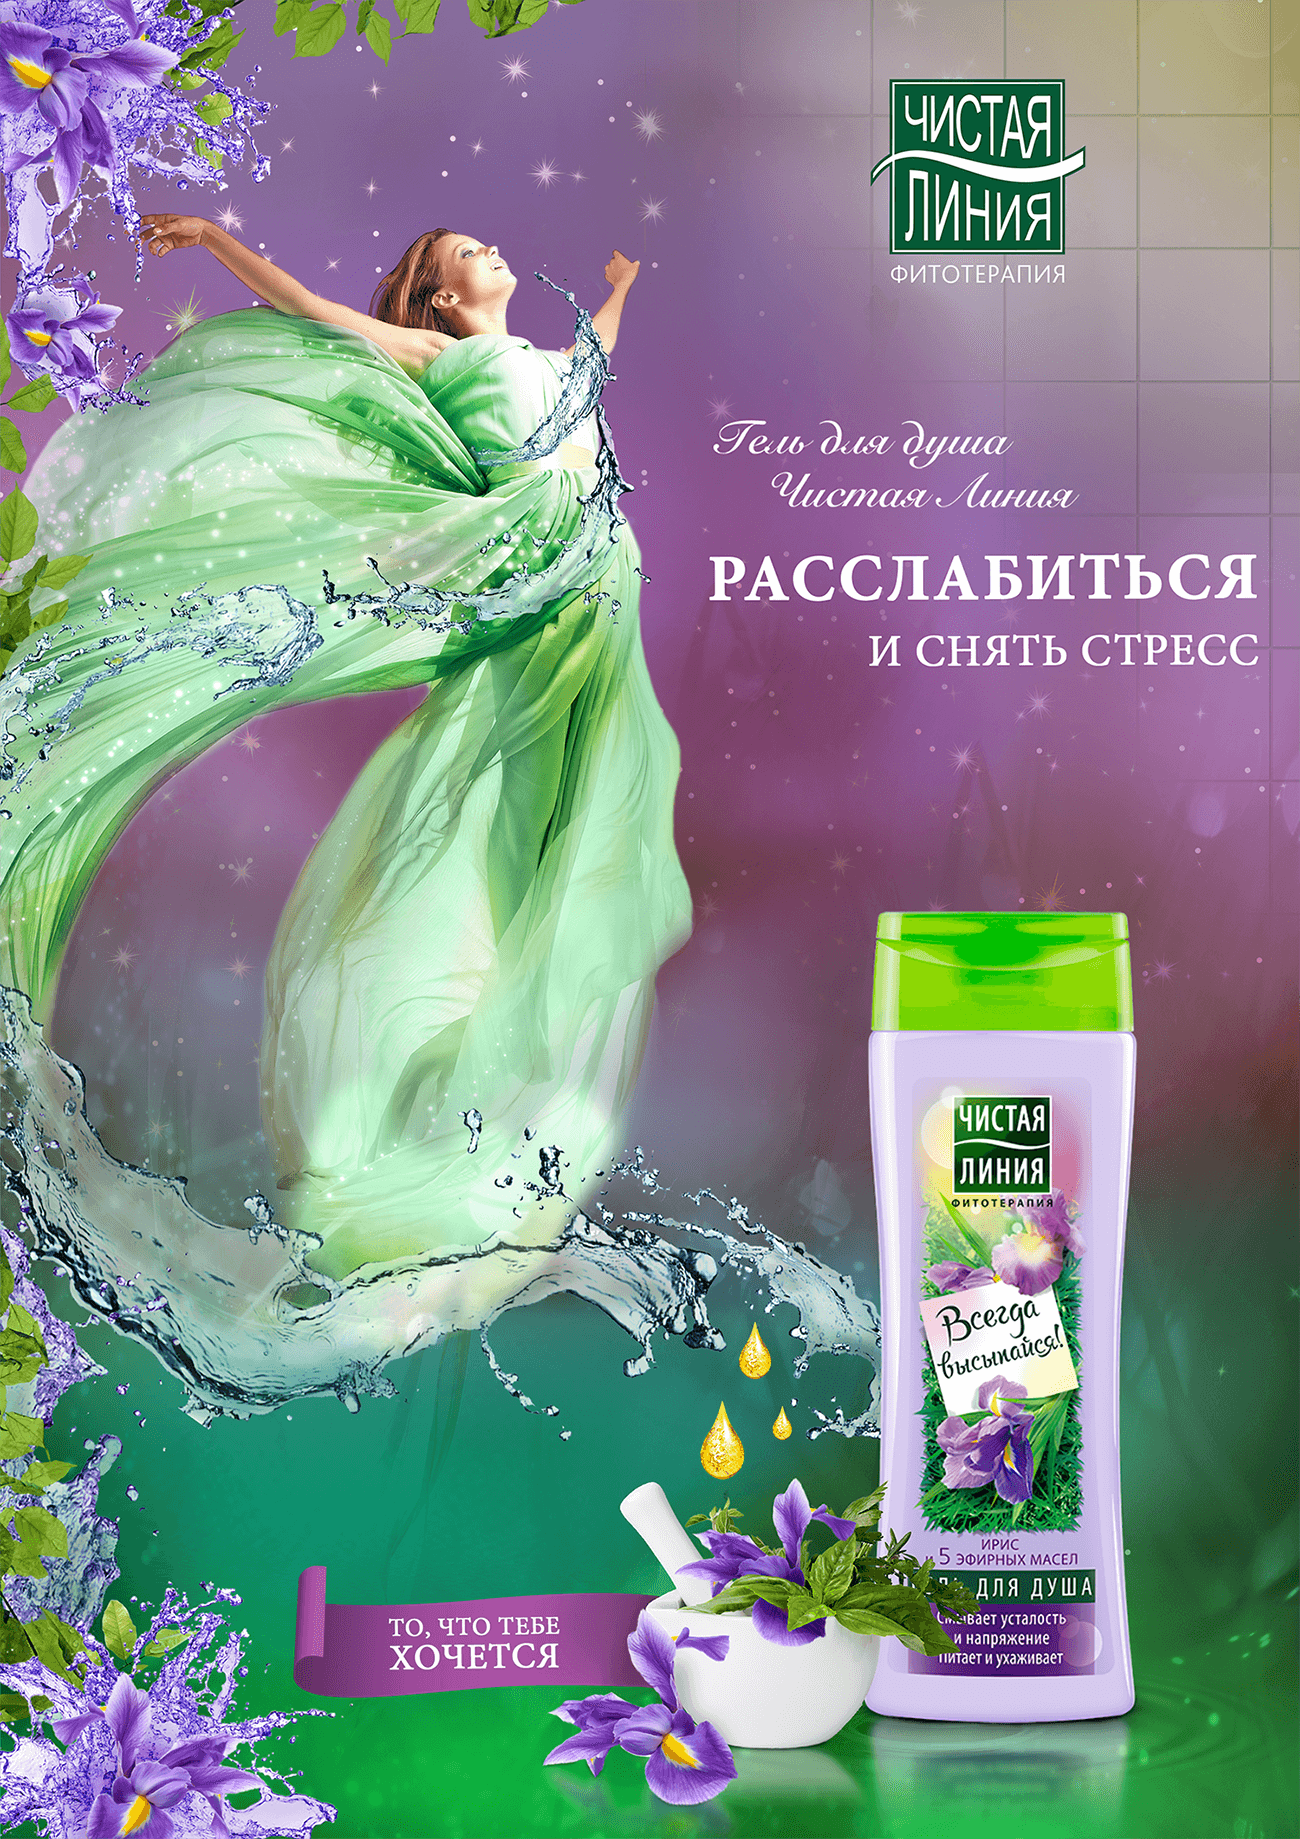 ЧИСТАЯ
ЛИНИЯ
ФИТОТЕРАПИЯ
Гель для душа
Чистая Линия
РАССЛАБИТЬСЯ
И СНЯТЬ СТРЕСС
ЧИСТАЯ
ЛИНИЯ
ФИТОТЕРАПИЯ
Всегда
высыпайся!
ИРИС
и 5 ЭФИРНЫХ МАСЕЛ
ДЛЯ ДУША
Смывает усталость
и напряжение
Питает и ухаживает
ТО, ЧТО ТЕБЕ
ХОЧЕТСЯ